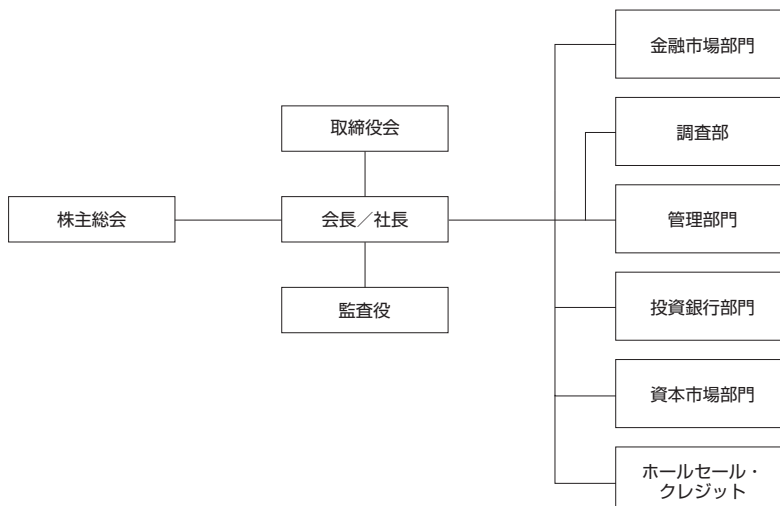 金融市場部門
取締役会
調査部
株主総会
会長／社長
管理部門
監査役
投資銀行部門
資本市場部門
ホールセール・
クレジット